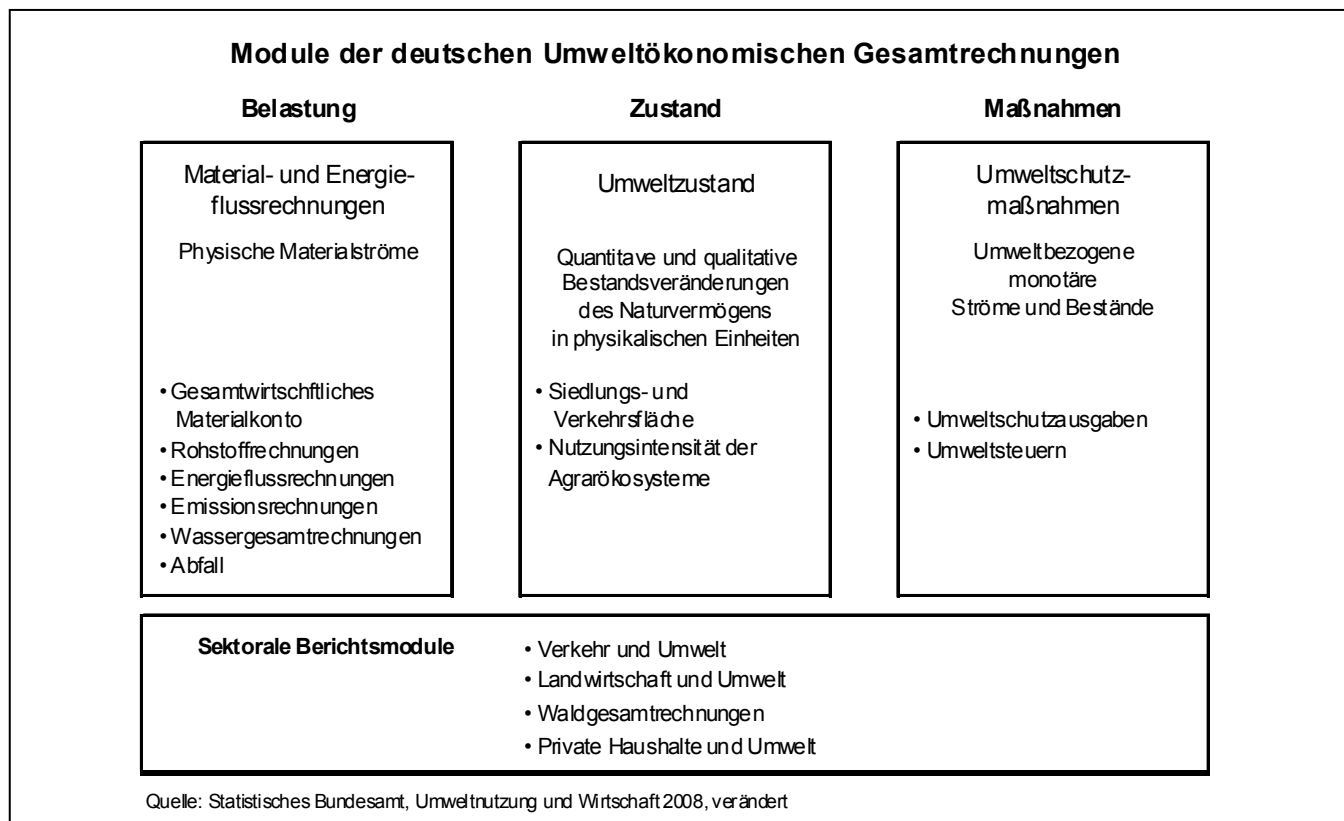 Module der deutschen Umweltökonomischen Gesamtrechnungen
Belastung
Material- und Energie-
flussrechnungen
Physische Materialströme
• Gesamtwirtschftliches
Materialkonto
• Rohstoffrechnungen
• Energieflussrechnungen
• Emissionsrechnungen
• Wassergesamtrechnungen
• Abfall
Zustand
Umweltzustand
Quantitave und qualitative
Bestandsveränderungen
des Naturvermögens
in physikalischen Einheiten
• Siedlungs- und
Verkehrsfläche
• Nutzungsintensität der
Agrarökosysteme
Maßnahmen
Umweltschutz-
maßnahmen
Umweltbezogene
monotäre
Ströme und Bestände
• Umweltschutzausgaben
• Umweltsteuern
Sektorale Berichtsmodule
• Verkehr und Umwelt
• Landwirtschaft und Umwelt
• Waldgesamtrechnungen
• Private Haushalte und Umwelt
Quelle: Statistisches Bundesamt, Umweltnutzung und Wirtschaft 2008, verändert